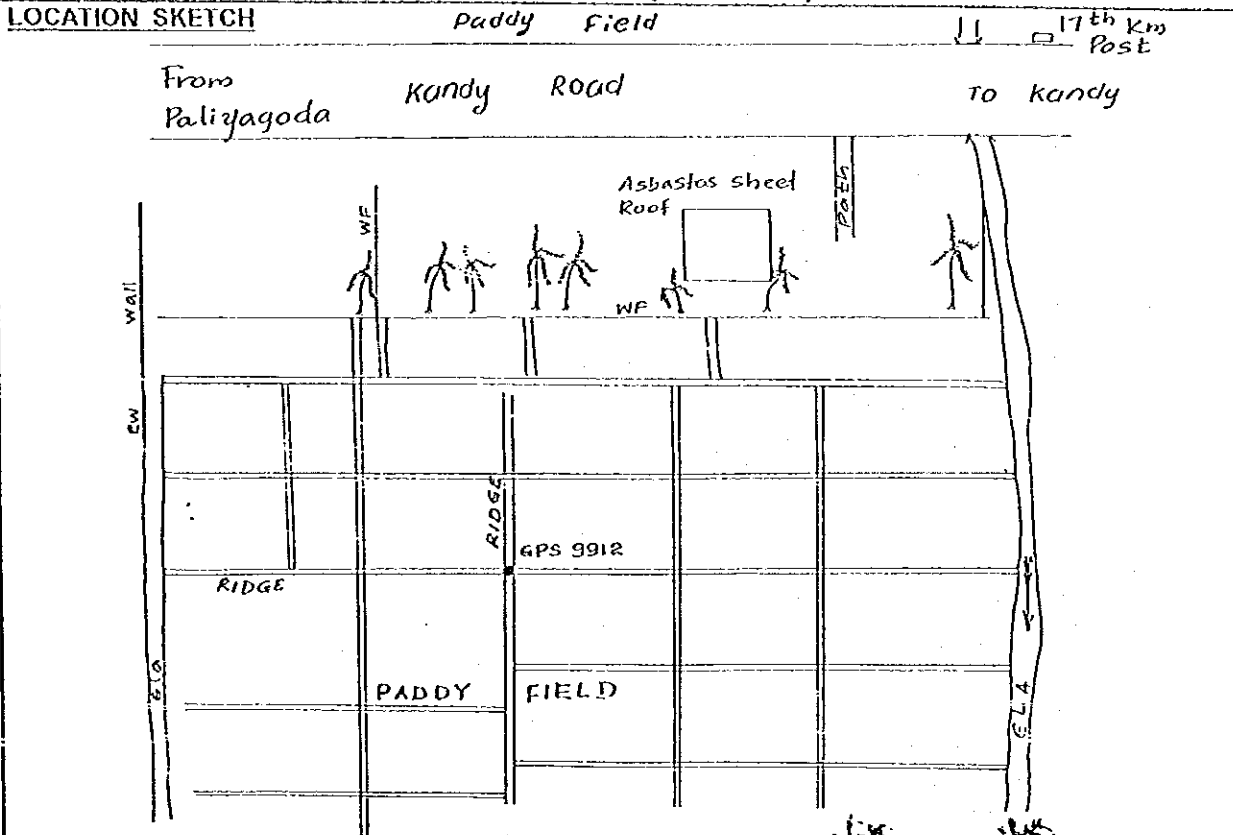 LOCATION SKETCH
Paddy Field
17th Km
Post
From
Paliyagoda
Kandy Road
To Kandy
Asbastos sheet
Roof
Path
WF
WF
wall
CW
RIDGE
GPS 9912
RIDGE
PADDY FIELD
ela
ELA